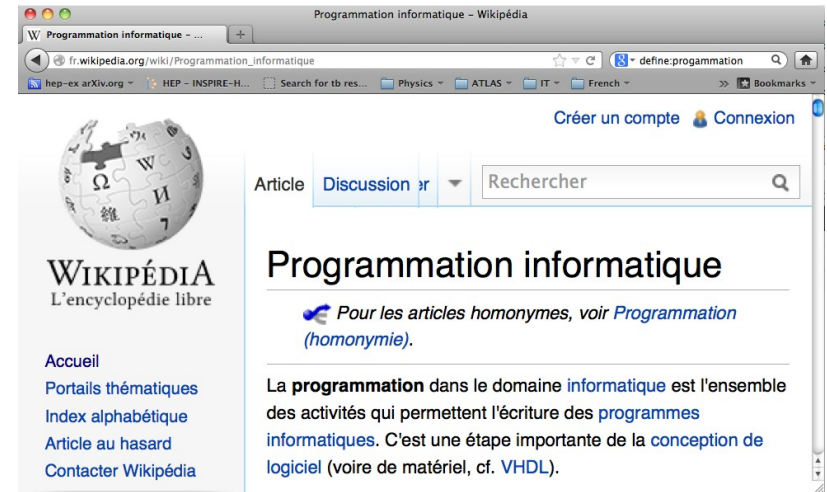 Programmation informatique – Wikipédia
W Programmation informatique – ... +
fr.wikipedia.org/wiki/Programmation_informatique define:progammation
hep-ex arXiv.org HEP – INSPIRE-H... Search for tb res... Physics ATLAS IT French » Bookmarks
Créer un compte Connexion
Article Discussion er Rechercher
Ω W И 維 7
WIKIPÉDIA
L'encyclopédie libre
Accueil
Portails thématiques
Index alphabétique
Article au hasard
Contacter Wikipédia
Programmation informatique
Pour les articles homonymes, voir Programmation
(homonymie).
La programmation dans le domaine informatique est l'ensemble
des activités qui permettent l'écriture des programmes
informatiques. C'est une étape importante de la conception de
logiciel (voire de matériel, cf. VHDL).